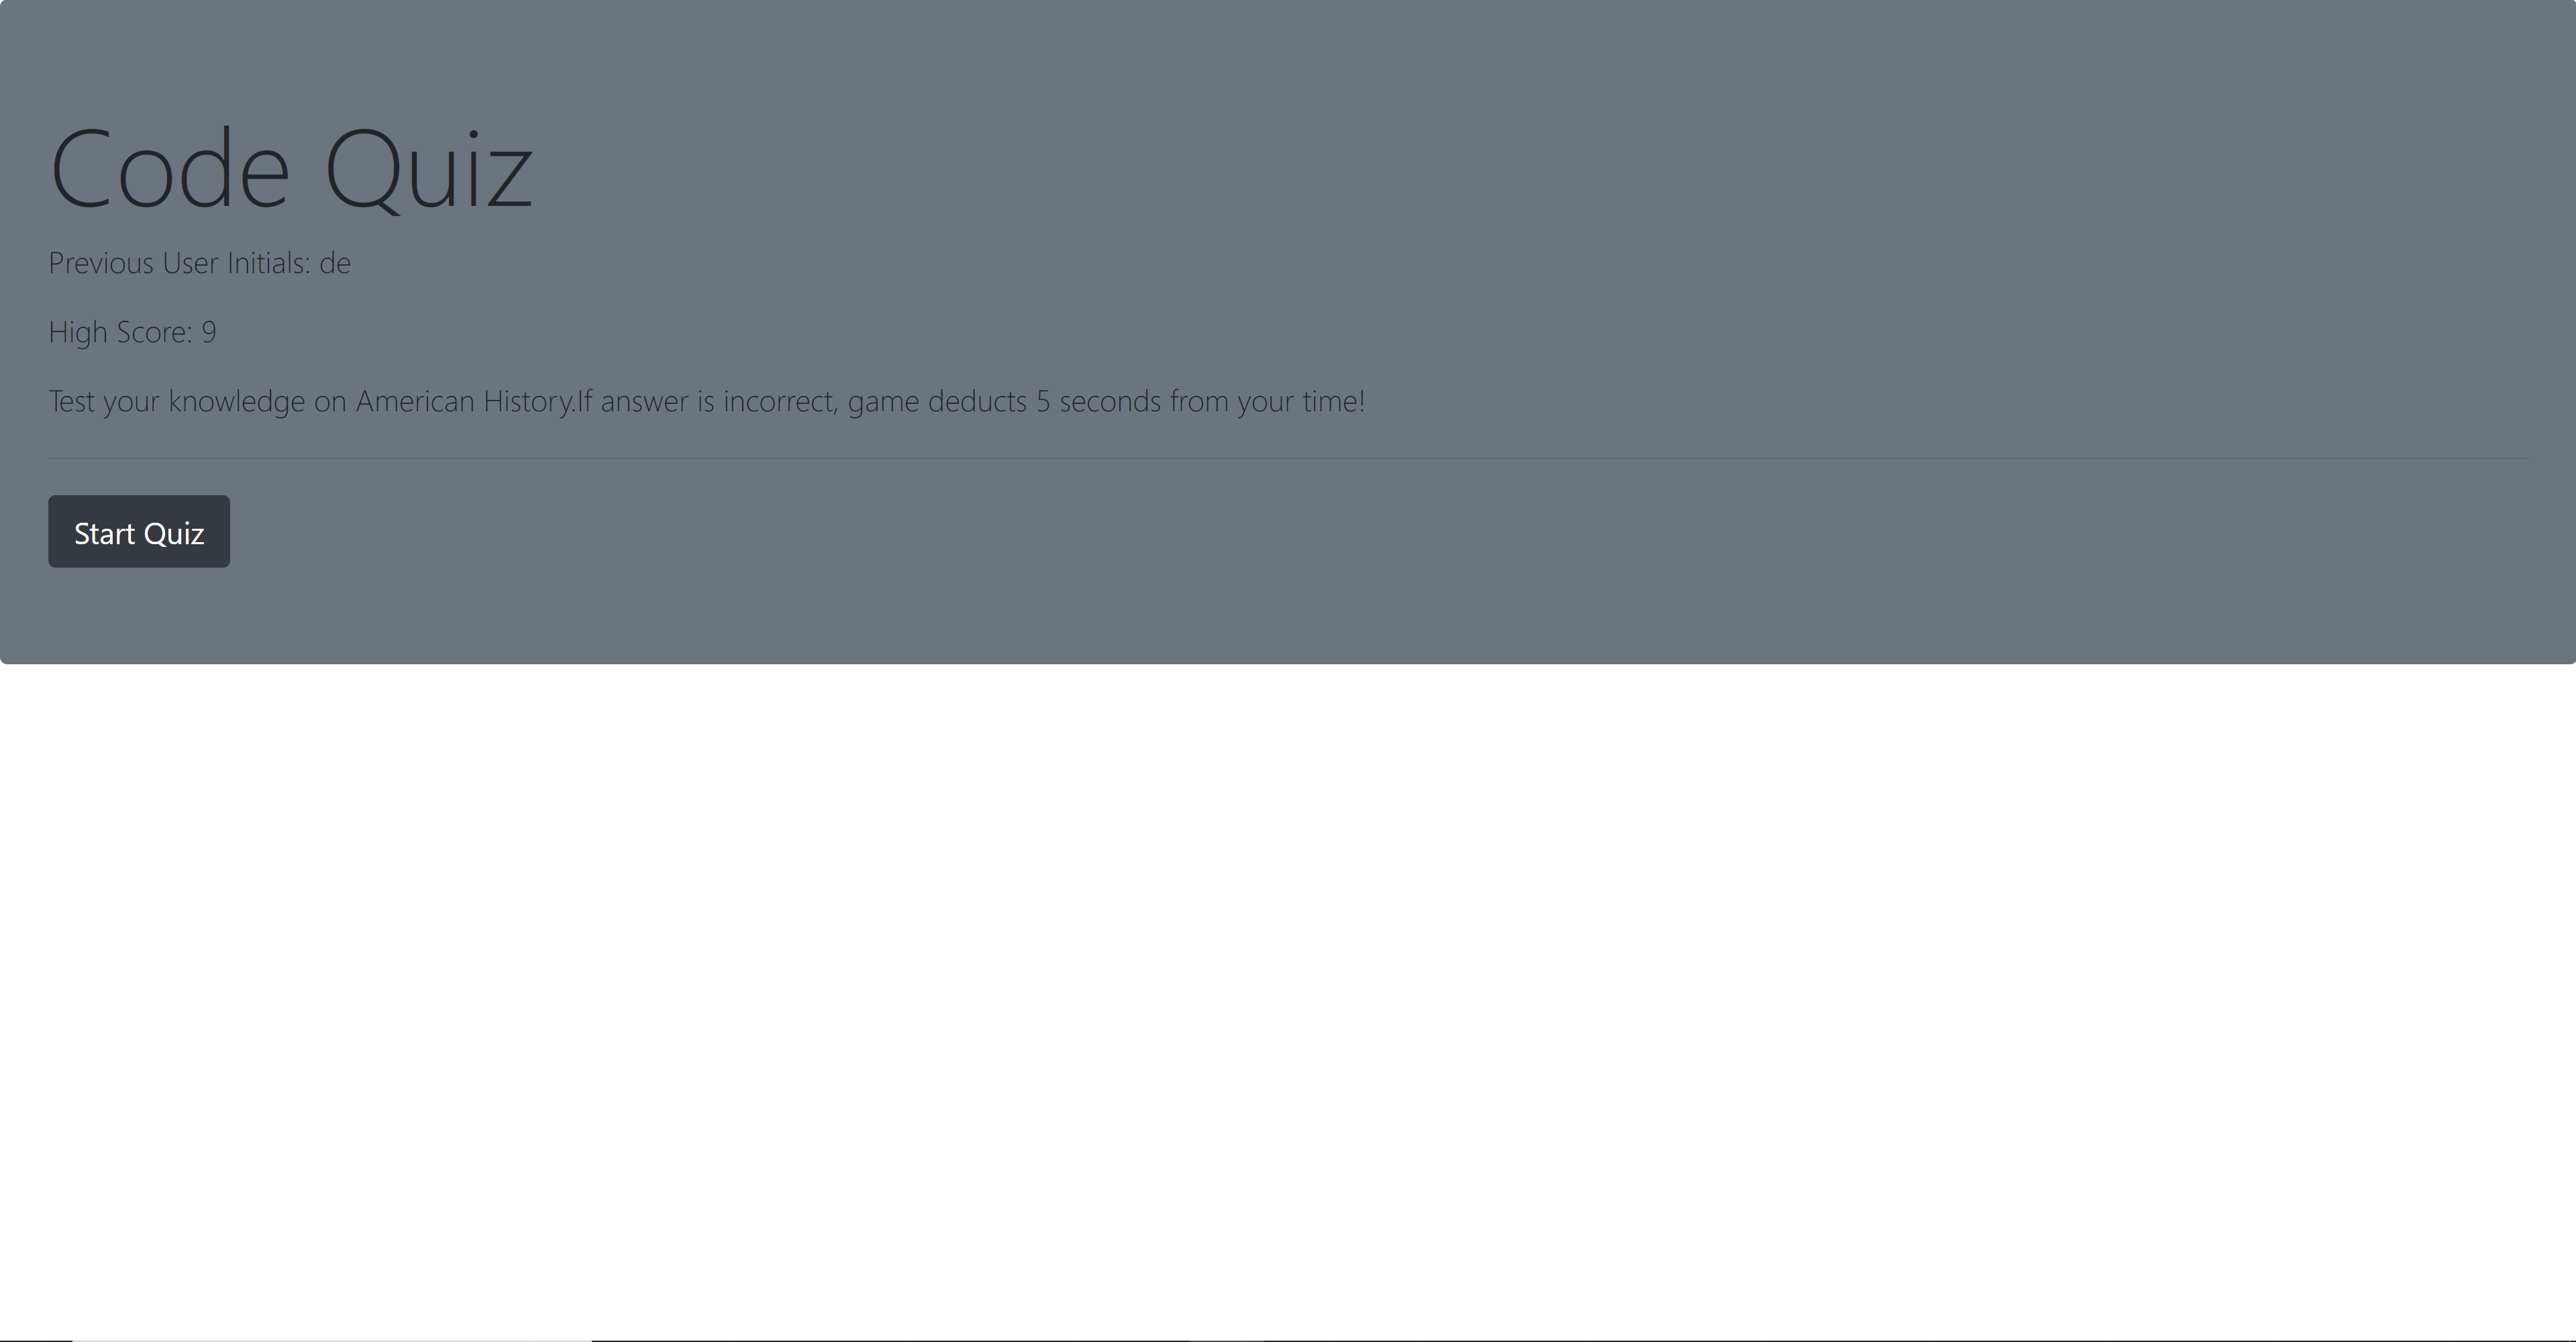 Code Quiz
Previous User Initials: de
High Score: 9
Test your knowledge on American History.If answer is incorrect, game deducts 5 seconds from your time!
Start Quiz